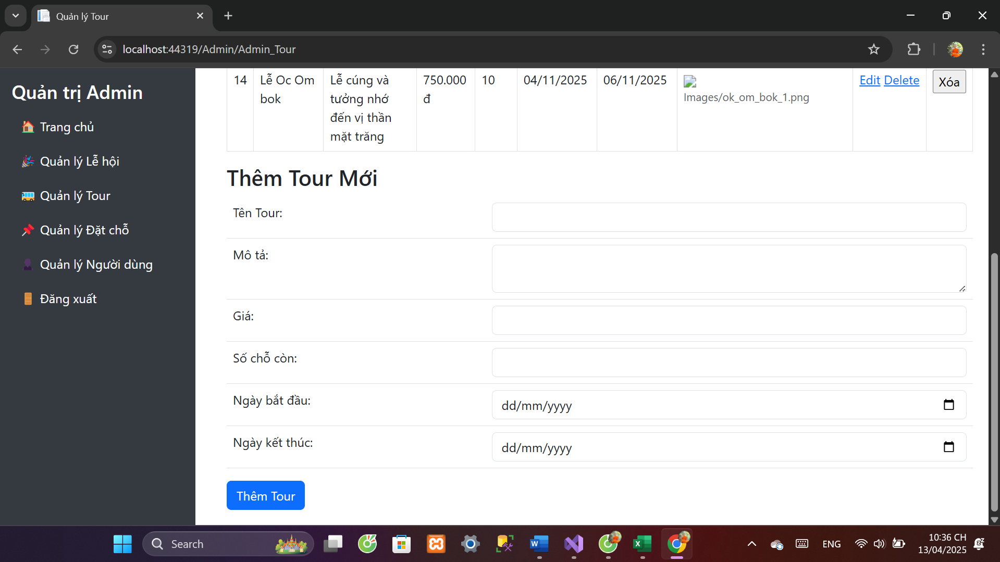 Quản lý Tour
localhost:44319/Admin/Admin_Tour
Quản trị Admin
Trang chủ
Quản lý Lễ hội
Quản lý Tour
Quản lý Đặt chỗ
Quản lý Người dùng
Đăng xuất
14
Lễ Oc Om
bok
Lễ cúng và
tưởng nhớ
đến vị thần
mặt trăng
750.000
đ
10
04/11/2025
06/11/2025
Images/ok_om_bok_1.png
Edit Delete
Xóa
Thêm Tour Mới
Tên Tour:
Mô tả:
Giá:
Số chỗ còn:
Ngày bắt đầu:
dd/mm/yyyy
Ngày kết thúc:
dd/mm/yyyy
Thêm Tour
Search
ENG
10:36 CH
13/04/2025